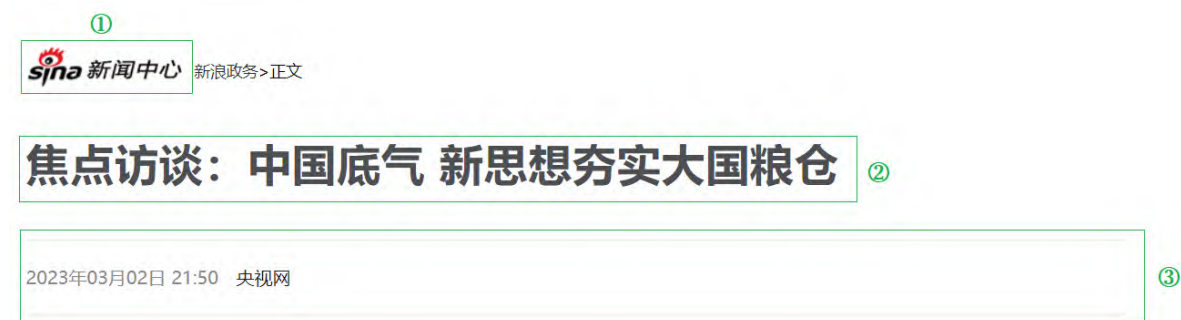 ①
sina 新闻中心 新浪政务>正文
焦点访谈：中国底气 新思想夯实大国粮仓 ②
2023年03月02日 21:50 央视网 ③